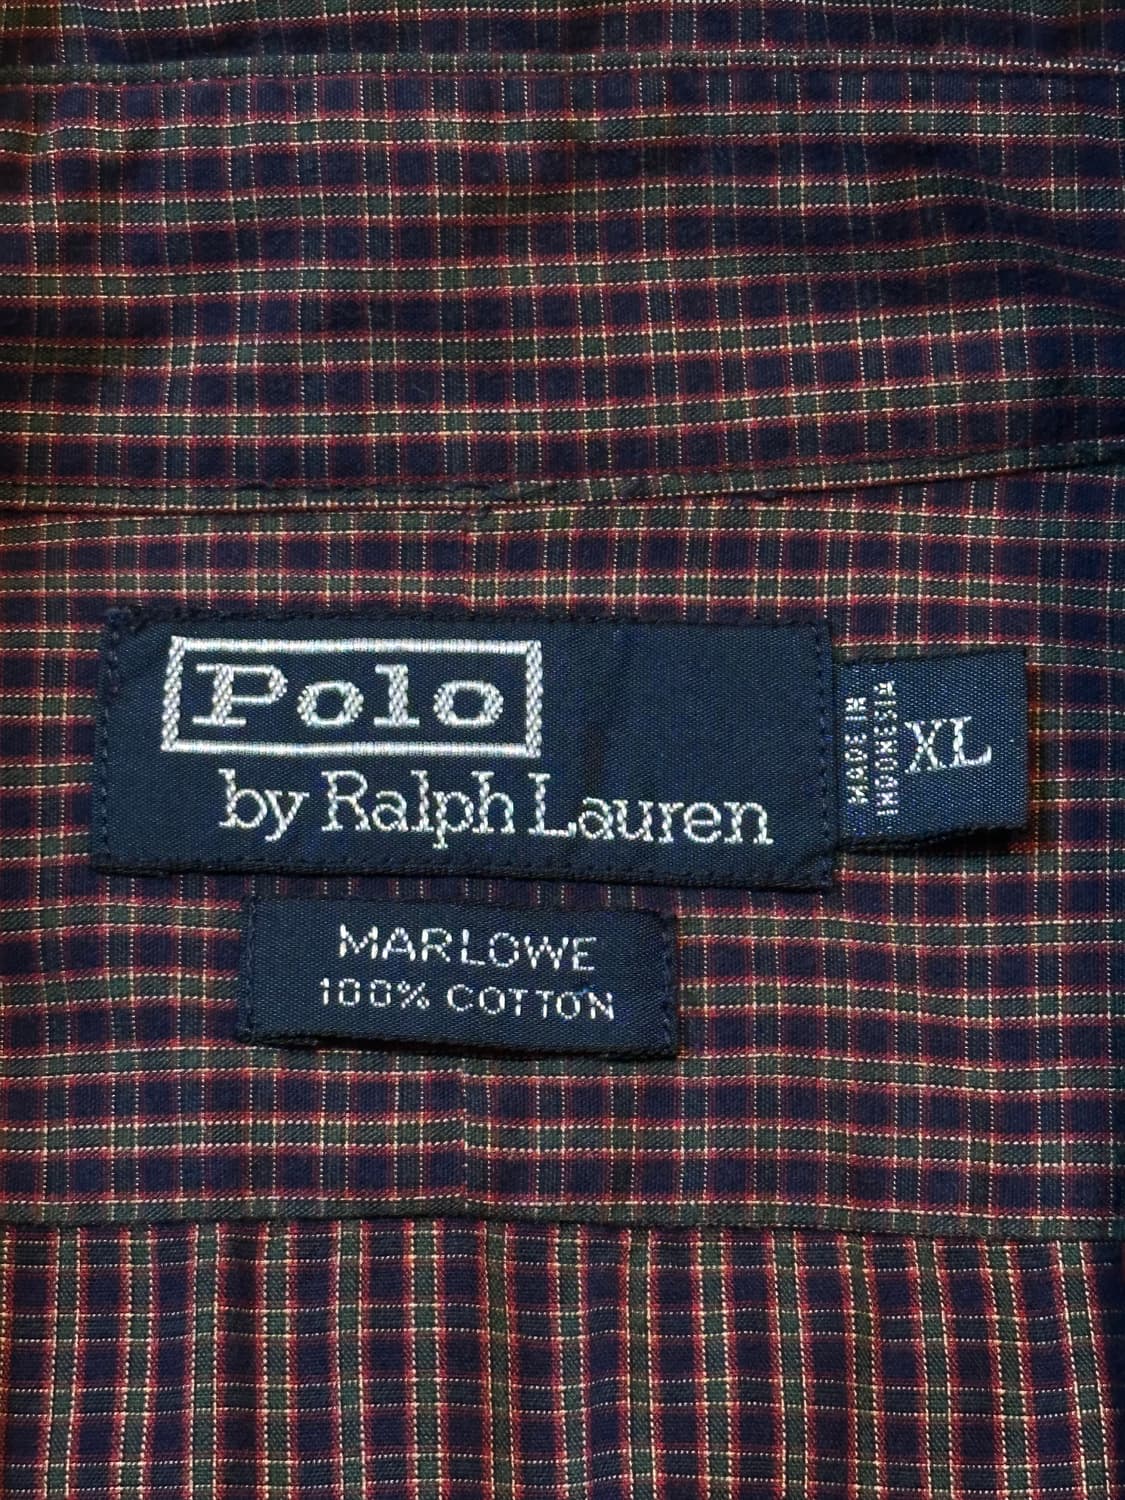 Polo
by Ralph Lauren
MADE IN
INDONESIA
XL
MARLOWE
100% COTTON